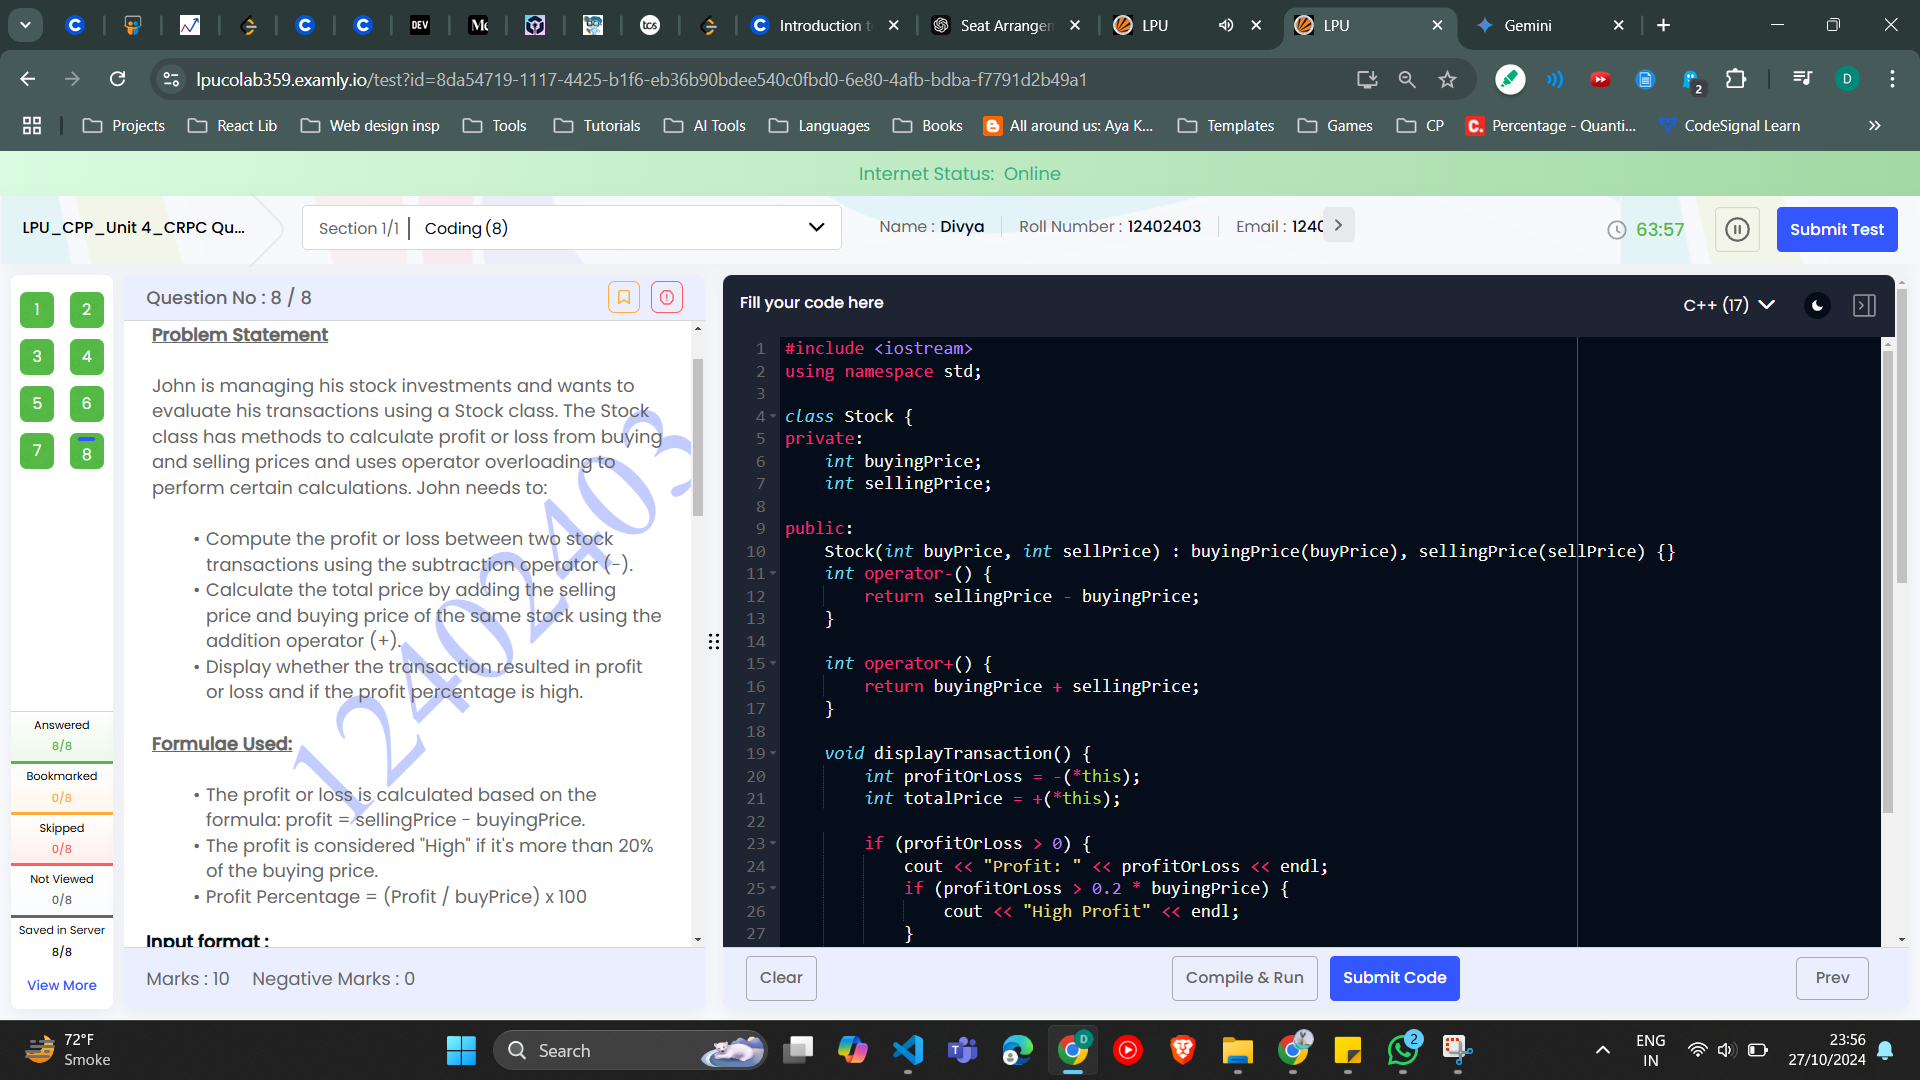 Introduction t
Seat Arrangem
LPU
LPU
Gemini
lpucolab359.examly.io/test?id=8da54719-1117-4425-b1f6-eb36b90bdee540c0fbd0-6e80-4afb-bdba-f7791d2b49a1
Projects
React Lib
Web design insp
Tools
Tutorials
AI Tools
Languages
Books
All around us: Aya K...
Templates
Games
CP
Percentage - Quanti...
CodeSignal Learn
Internet Status: Online
LPU_CPP_Unit 4_CRPC Qu...
Section 1/1 | Coding (8)
Name : Divya
Roll Number : 12402403
Email : 1240
63:57
Submit Test
1 2
3 4
5 6
7 8
Answered
8/8
Bookmarked
0/8
Skipped
0/8
Not Viewed
0/8
Saved in Server
8/8
View More
Question No : 8 / 8
Problem Statement
John is managing his stock investments and wants to
evaluate his transactions using a Stock class. The Stock
class has methods to calculate profit or loss from buying
and selling prices and uses operator overloading to
perform certain calculations. John needs to:
• Compute the profit or loss between two stock
transactions using the subtraction operator (-).
• Calculate the total price by adding the selling
price and buying price of the same stock using the
addition operator (+).
• Display whether the transaction resulted in profit
or loss and if the profit percentage is high.
Formulae Used:
• The profit or loss is calculated based on the
formula: profit = sellingPrice - buyingPrice.
• The profit is considered "High" if it's more than 20%
of the buying price.
• Profit Percentage = (Profit / buyPrice) x 100
Input format :
12402403
Marks : 10 Negative Marks : 0
Fill your code here
C++ (17)
1 #include <iostream>
2 using namespace std;
3
4 class Stock {
5 private:
6 int buyingPrice;
7 int sellingPrice;
8
9 public:
10 Stock(int buyPrice, int sellPrice) : buyingPrice(buyPrice), sellingPrice(sellPrice) {}
11 int operator-() {
12 return sellingPrice - buyingPrice;
13 }
14
15 int operator+() {
16 return buyingPrice + sellingPrice;
17 }
18
19 void displayTransaction() {
20 int profitOrLoss = -(*this);
21 int totalPrice = +(*this);
22
23 if (profitOrLoss > 0) {
24 cout << "Profit: " << profitOrLoss << endl;
25 if (profitOrLoss > 0.2 * buyingPrice) {
26 cout << "High Profit" << endl;
27 }
Clear
Compile & Run
Submit Code
Prev
72°F
Smoke
Search
ENG
IN
23:56
27/10/2024